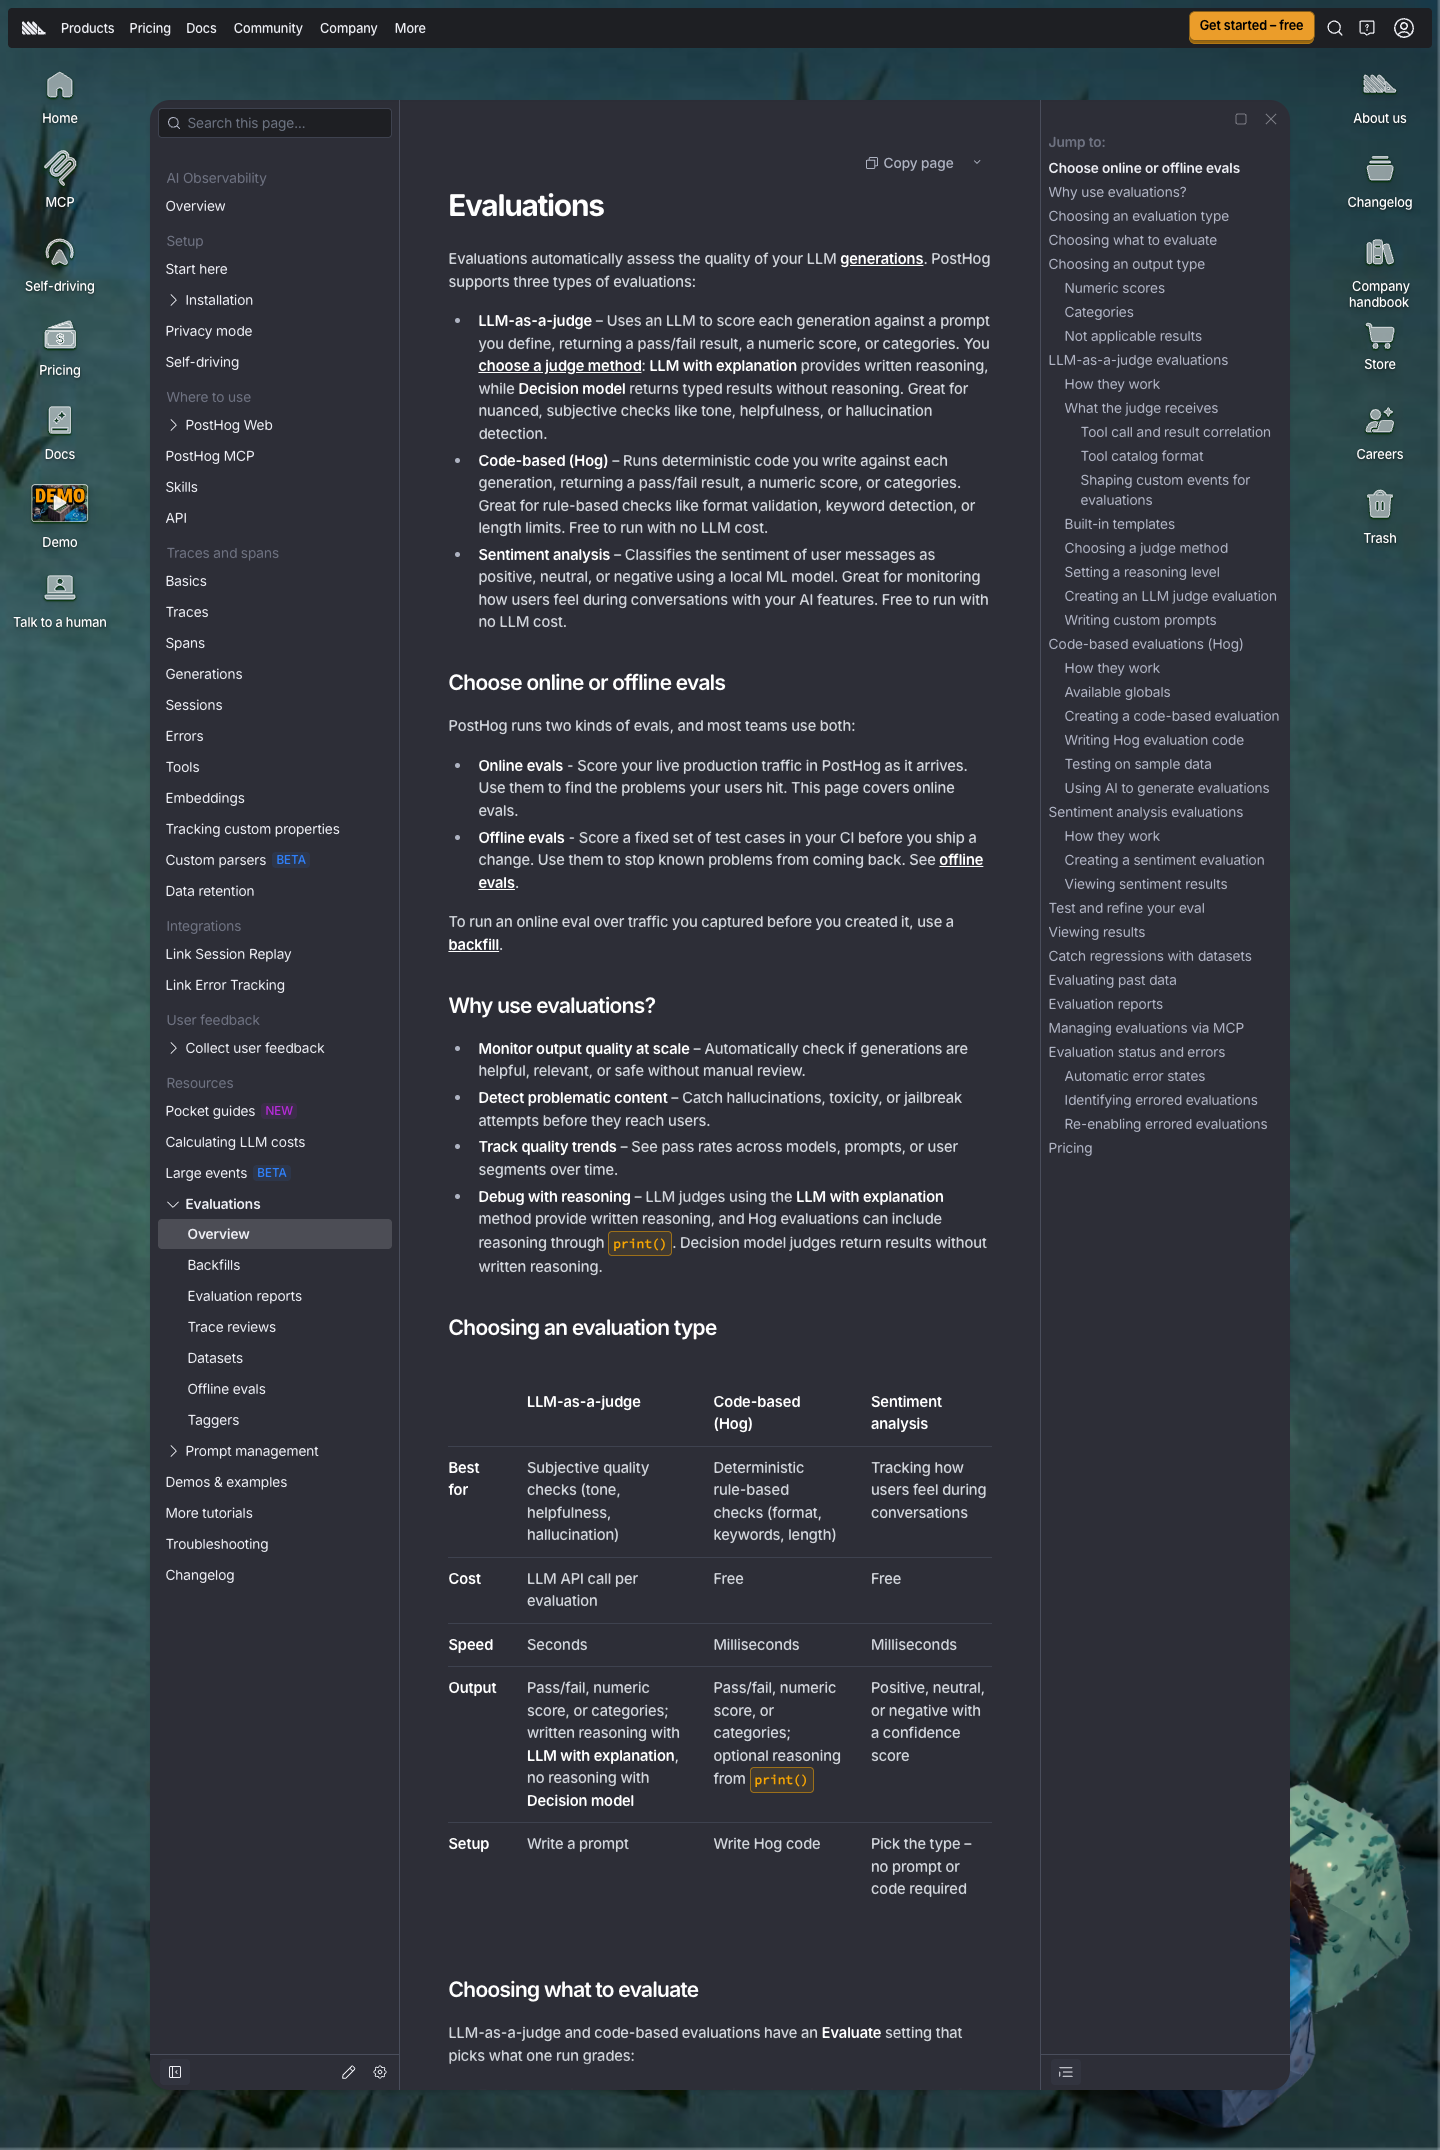 Products Pricing Docs Community Company More
Get started – free
Home
MCP
Self-driving
Pricing
Docs
DEMO
Demo
Talk to a human
Search this page...
AI Observability
Overview
Setup
Start here
Installation
Privacy mode
Self-driving
Where to use
PostHog Web
PostHog MCP
Skills
API
Traces and spans
Basics
Traces
Spans
Generations
Sessions
Errors
Tools
Embeddings
Tracking custom properties
Custom parsers BETA
Data retention
Integrations
Link Session Replay
Link Error Tracking
User feedback
Collect user feedback
Resources
Pocket guides NEW
Calculating LLM costs
Large events BETA
Evaluations
Overview
Backfills
Evaluation reports
Trace reviews
Datasets
Offline evals
Taggers
Prompt management
Demos & examples
More tutorials
Troubleshooting
Changelog
Copy page
Evaluations
Evaluations automatically assess the quality of your LLM generations. PostHog
supports three types of evaluations:
• LLM-as-a-judge – Uses an LLM to score each generation against a prompt
you define, returning a pass/fail result, a numeric score, or categories. You
choose a judge method: LLM with explanation provides written reasoning,
while Decision model returns typed results without reasoning. Great for
nuanced, subjective checks like tone, helpfulness, or hallucination
detection.
• Code-based (Hog) – Runs deterministic code you write against each
generation, returning a pass/fail result, a numeric score, or categories.
Great for rule-based checks like format validation, keyword detection, or
length limits. Free to run with no LLM cost.
• Sentiment analysis – Classifies the sentiment of user messages as
positive, neutral, or negative using a local ML model. Great for monitoring
how users feel during conversations with your AI features. Free to run with
no LLM cost.
Choose online or offline evals
PostHog runs two kinds of evals, and most teams use both:
• Online evals - Score your live production traffic in PostHog as it arrives.
Use them to find the problems your users hit. This page covers online
evals.
• Offline evals - Score a fixed set of test cases in your CI before you ship a
change. Use them to stop known problems from coming back. See offline
evals.
To run an online eval over traffic you captured before you created it, use a
backfill.
Why use evaluations?
• Monitor output quality at scale – Automatically check if generations are
helpful, relevant, or safe without manual review.
• Detect problematic content – Catch hallucinations, toxicity, or jailbreak
attempts before they reach users.
• Track quality trends – See pass rates across models, prompts, or user
segments over time.
• Debug with reasoning – LLM judges using the LLM with explanation
method provide written reasoning, and Hog evaluations can include
reasoning through print(). Decision model judges return results without
written reasoning.
Choosing an evaluation type
LLM-as-a-judge Code-based (Hog) Sentiment analysis
Best for Subjective quality checks (tone, helpfulness, hallucination) Deterministic rule-based checks (format, keywords, length) Tracking how users feel during conversations
Cost LLM API call per evaluation Free Free
Speed Seconds Milliseconds Milliseconds
Output Pass/fail, numeric score, or categories; written reasoning with LLM with explanation, no reasoning with Decision model Pass/fail, numeric score, or categories; optional reasoning from print() Positive, neutral, or negative with a confidence score
Setup Write a prompt Write Hog code Pick the type – no prompt or code required
Choosing what to evaluate
LLM-as-a-judge and code-based evaluations have an Evaluate setting that
picks what one run grades:
Jump to:
Choose online or offline evals
Why use evaluations?
Choosing an evaluation type
Choosing what to evaluate
Choosing an output type
Numeric scores
Categories
Not applicable results
LLM-as-a-judge evaluations
How they work
What the judge receives
Tool call and result correlation
Tool catalog format
Shaping custom events for
evaluations
Built-in templates
Choosing a judge method
Setting a reasoning level
Creating an LLM judge evaluation
Writing custom prompts
Code-based evaluations (Hog)
How they work
Available globals
Creating a code-based evaluation
Writing Hog evaluation code
Testing on sample data
Using AI to generate evaluations
Sentiment analysis evaluations
How they work
Creating a sentiment evaluation
Viewing sentiment results
Test and refine your eval
Viewing results
Catch regressions with datasets
Evaluating past data
Evaluation reports
Managing evaluations via MCP
Evaluation status and errors
Automatic error states
Identifying errored evaluations
Re-enabling errored evaluations
Pricing
About us
Changelog
Company
handbook
Store
Careers
Trash